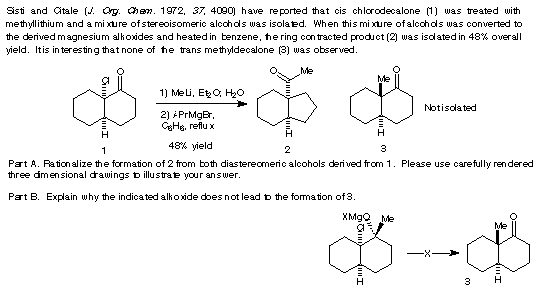 Sisti and Gitale (J. Org. Chem. 1972, 37, 4090) have reported that cis chlorodecalone (1) was treated with
methyllithium and a mixture of stereoisomeric alcohols was isolated. When this mixture of alcohols was converted to
the derived magnesium alkoxides and heated in benzene, the ring contracted product (2) was isolated in 48% overall
yield. It is interesting that none of the trans methyldecalone (3) was observed.
O
Cl
H
1
1) MeLi, Et2O; H2O
2) i-PrMgBr,
C6H6, reflux
48% yield
O
Me
H
2
Me
O
H
3
Not isolated
Part A. Rationalize the formation of 2 from both diastereomeric alcohols derived from 1. Please use carefully rendered
three dimensional drawings to illustrate your answer.
Part B. Explain why the indicated alkoxide does not lead to the formation of 3.
XMgO
Me
Cl
H
X
Me
O
H
3